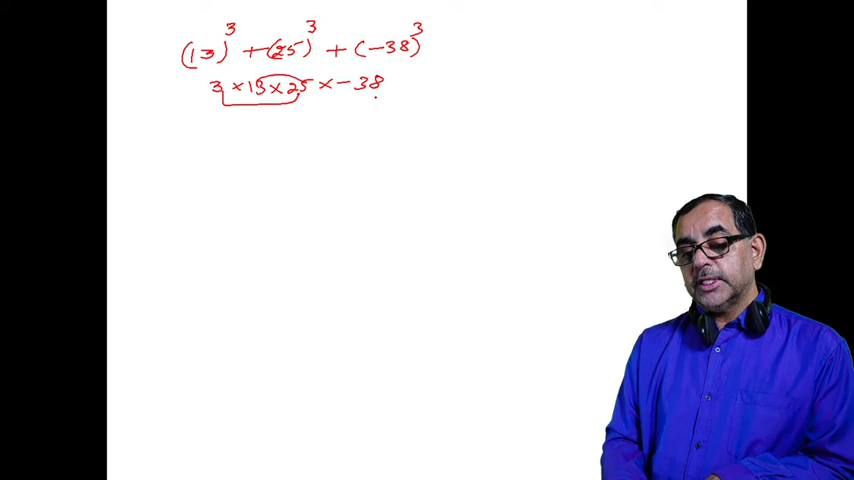 (13)³ + (25)³ + (-38)³
3 × 13 × 25 × - 38